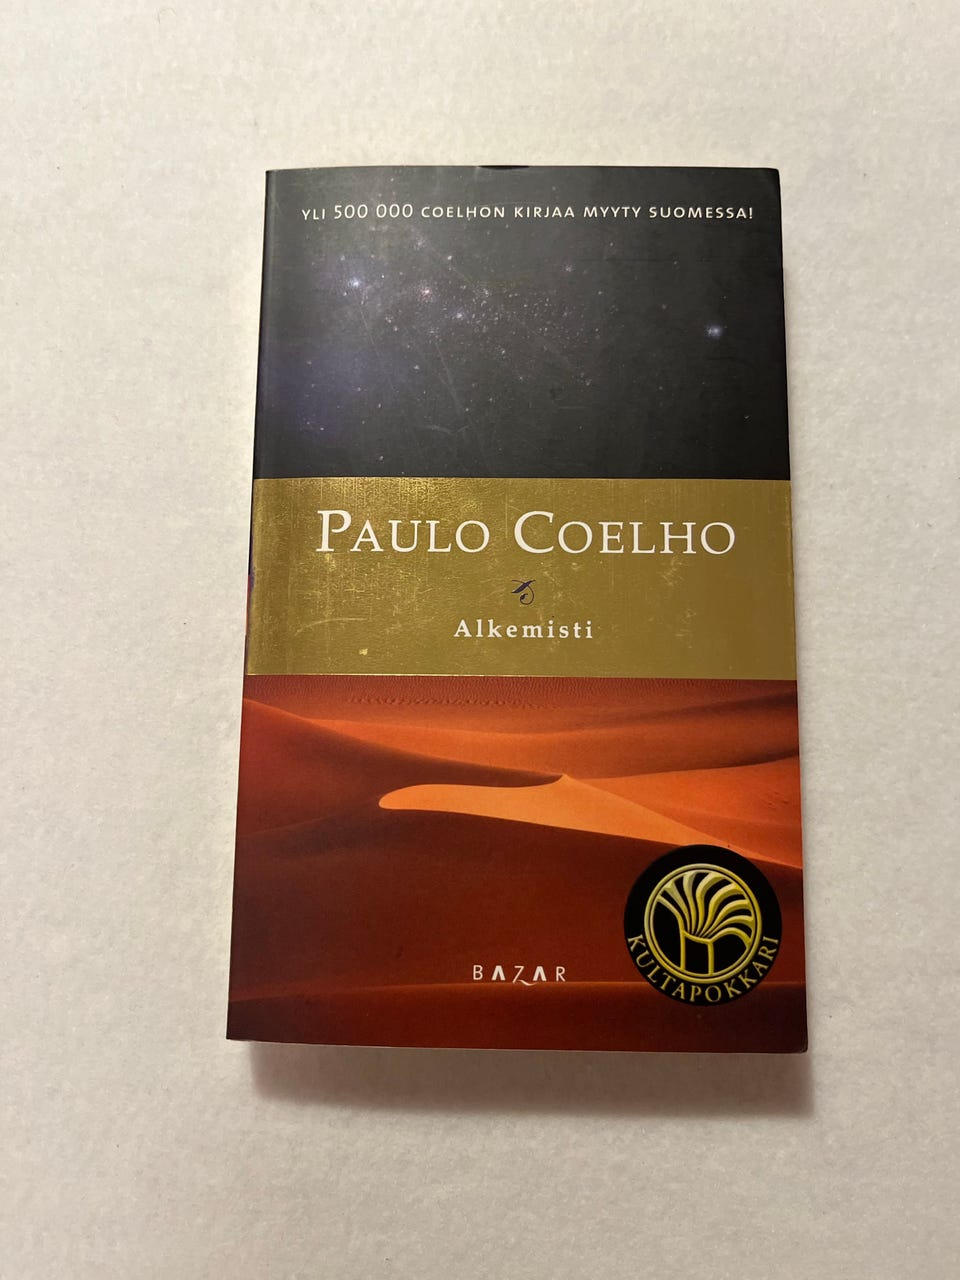 YLI 500 000 COELHON KIRJAA MYYTY SUOMESSA!
PAULO COELHO
Alkemisti
BAZAR
KULTAPOKKARI